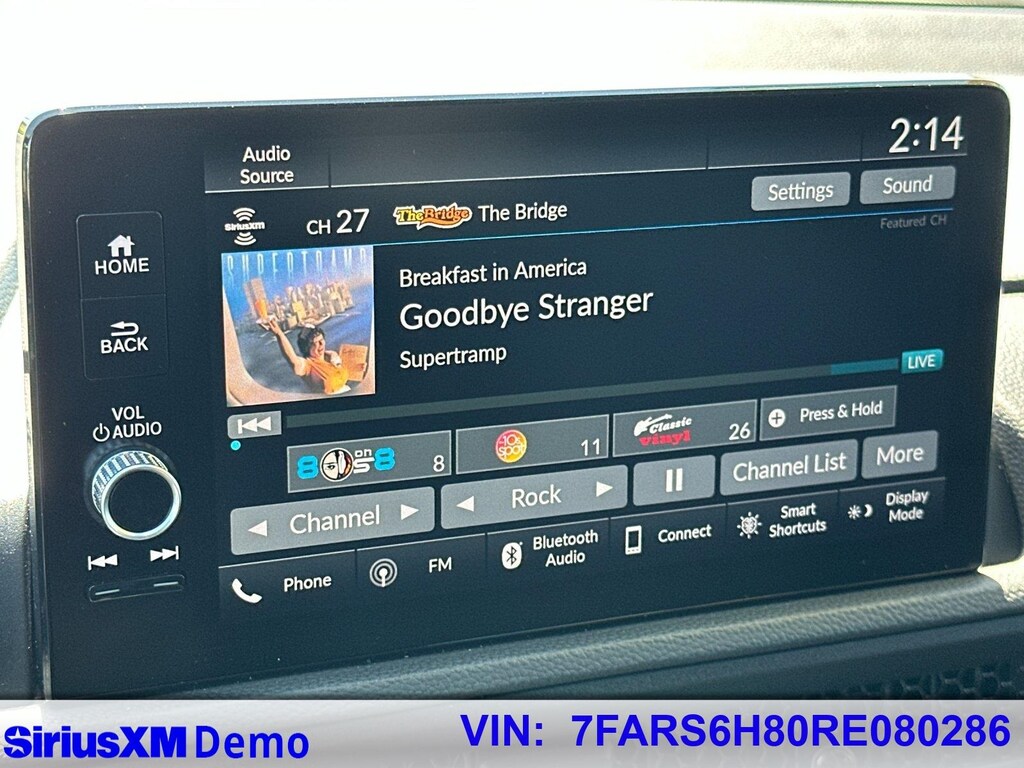 Audio
Source
2:14
Settings
Sound
SiriusXM
CH 27
The Bridge
The Bridge
Featured CH
SUPERTRAMP
Breakfast in America
Goodbye Stranger
Supertramp
LIVE
HOME
BACK
VOL
AUDIO
80s on 8
8
10s spot
11
Classic
vinyl
26
Press & Hold
Channel
Rock
Channel List
More
Phone
FM
Bluetooth
Audio
Connect
Smart
Shortcuts
Display
Mode
SiriusXM Demo
VIN: 7FARS6H80RE080286